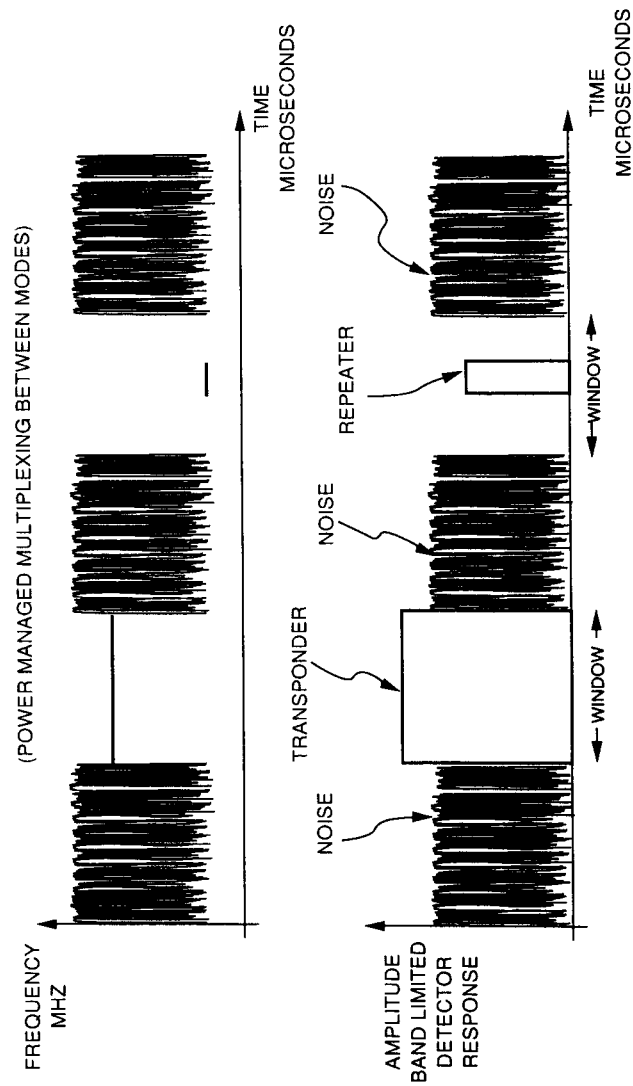 (POWER MANAGED MULTIPLEXING BETWEEN MODES)
FREQUENCY
MHZ
TIME
MICROSECONDS
AMPLITUDE
BAND LIMITED
DETECTOR
RESPONSE
NOISE
TRANSPONDER
NOISE
REPEATER
NOISE
WINDOW
WINDOW
TIME
MICROSECONDS